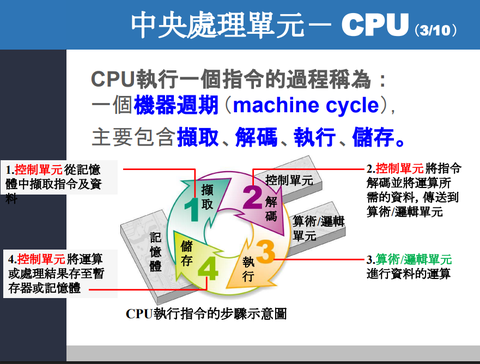 中央處理單元－ CPU（3/10）
CPU執行一個指令的過程稱為：
一個機器週期（machine cycle），
主要包含擷取、解碼、執行、儲存。
1.控制單元從記憶
體中擷取指令及資
料
2.控制單元將指令
解碼並將運算所
需的資料，傳送到
算術/邏輯單元
1
擷
取
2
解
碼
控制單元
算術/邏輯
單元
記
憶
體
儲
存
4
執
行
3
4.控制單元將運算
或處理結果存至暫
存器或記憶體
3.算術/邏輯單元
進行資料的運算
CPU執行指令的步驟示意圖